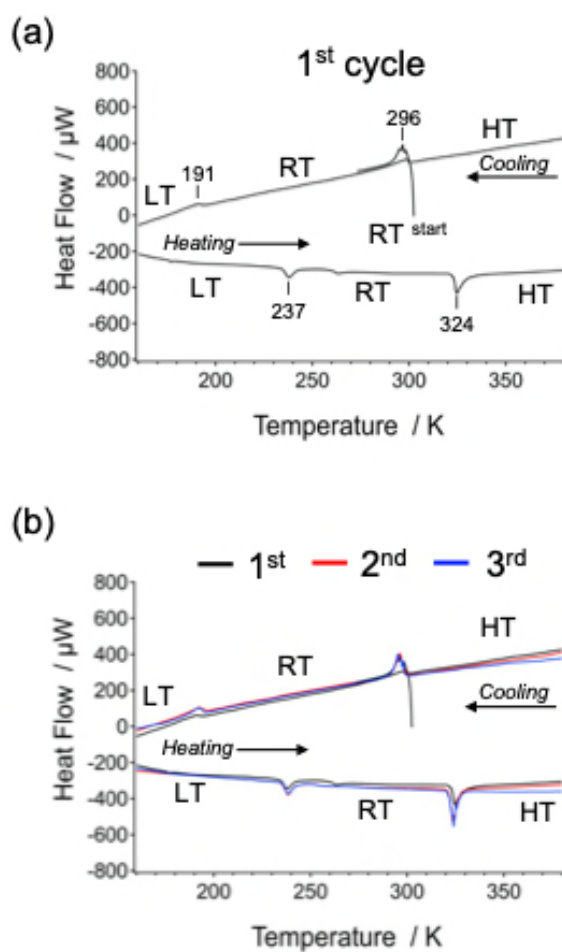 (a)
1st cycle
800
600
400
200
0
-200
-400
-600
-800
Heat Flow / µW
296
HT
191
RT
Cooling
LT
RT start
Heating
LT
RT
HT
237
324
200
250
300
350
Temperature / K
(b)
1st 2nd 3rd
800
600
400
200
0
-200
-400
-600
-800
Heat Flow / µW
HT
RT
LT
Cooling
Heating
LT
RT
HT
200
250
300
350
Temperature / K